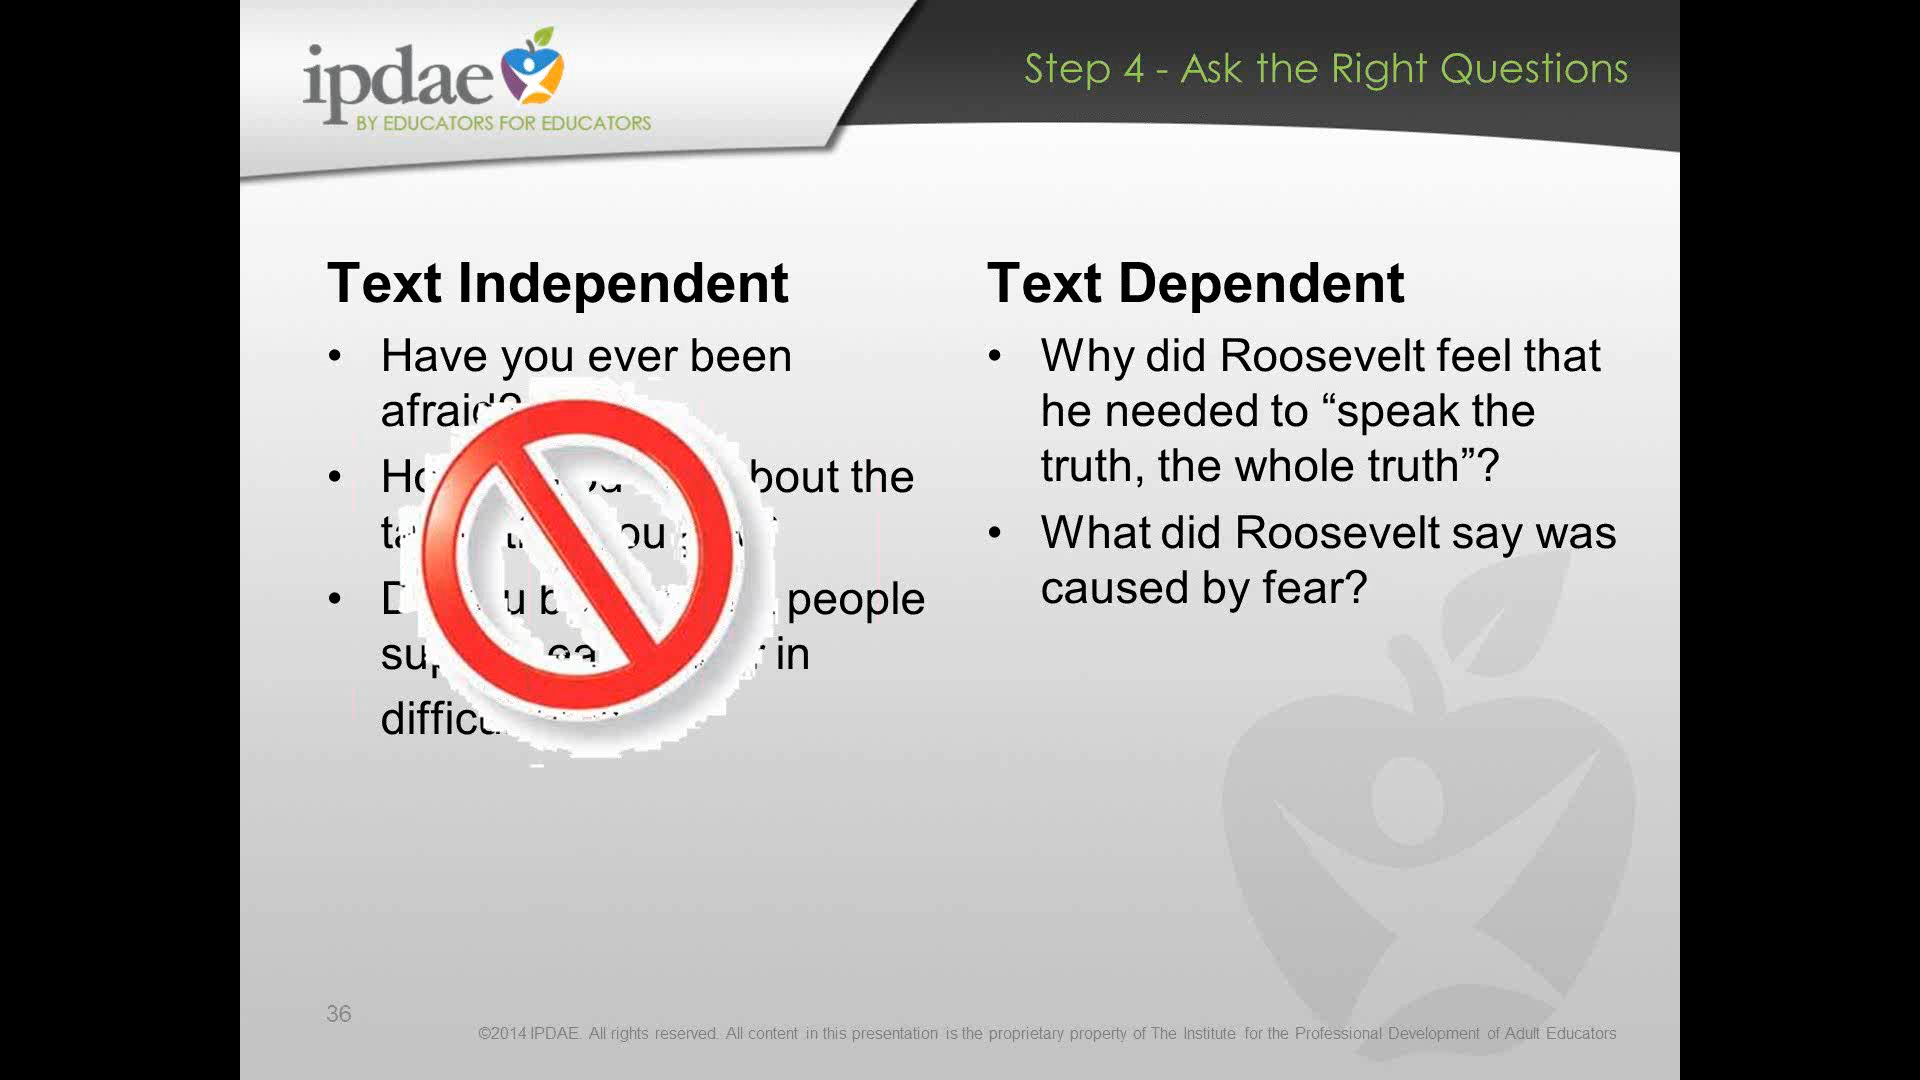 ipdae
BY EDUCATORS FOR EDUCATORS
Step 4 - Ask the Right Questions
Text Independent
• Have you ever been
afraid?
• bout the
• people
in
Text Dependent
• Why did Roosevelt feel that
he needed to “speak the
truth, the whole truth”?
• What did Roosevelt say was
caused by fear?
36
©2014 IPDAE. All rights reserved. All content in this presentation is the proprietary property of The Institute for the Professional Development of Adult Educators